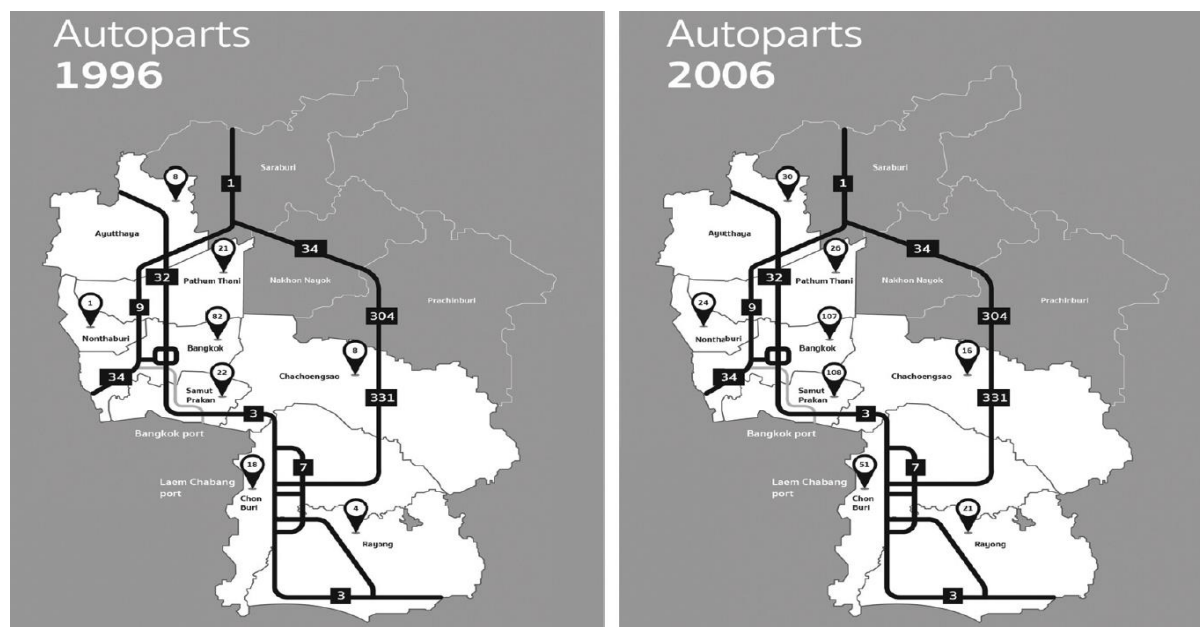 Autoparts
1996
Saraburi
8
1
Ayutthaya
21
34
32
Pathum Thani
Nakhon Nayok
Prachinburi
1
9
82
304
Nonthaburi
Bangkok
8
34
22
Chachoengsao
Samut
Prakan
331
3
Bangkok port
18
7
Laem Chabang
port
Chon
Buri
4
Rayong
3
Autoparts
2006
Saraburi
30
1
Ayutthaya
26
34
32
Pathum Thani
Nakhon Nayok
Prachinburi
24
9
107
304
Nonthaburi
Bangkok
16
34
108
Chachoengsao
Samut
Prakan
331
3
Bangkok port
51
7
Laem Chabang
port
Chon
Buri
21
Rayong
3